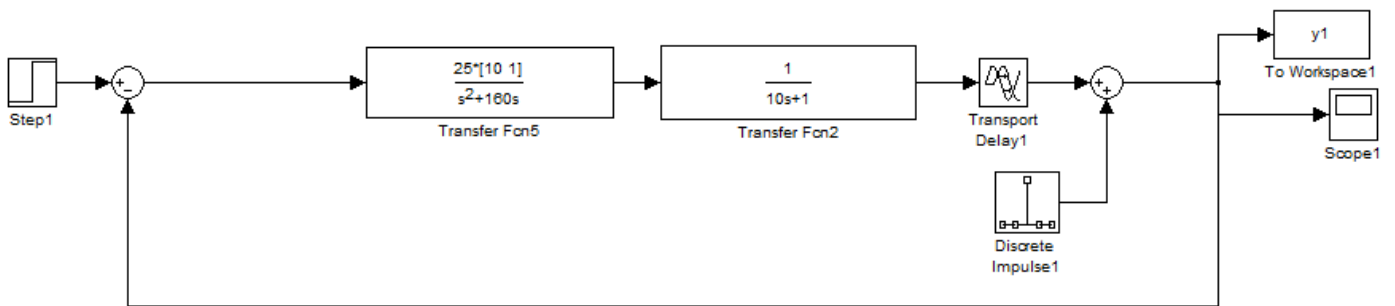 Step1
+
−
25*[10 1]
s²+160s
Transfer Fcn5
1
10s+1
Transfer Fcn2
Transport
Delay1
+
+
Discrete
Impulse1
y1
To Workspace1
Scope1